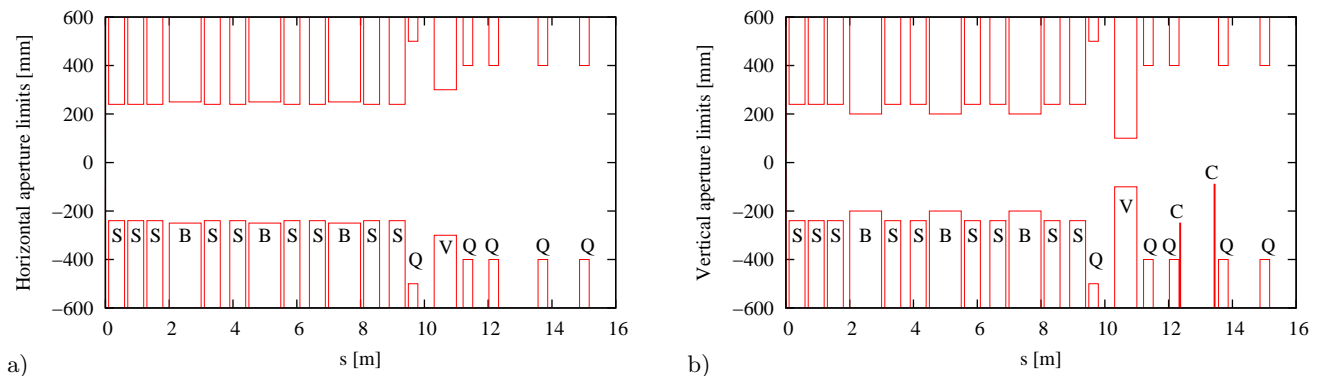 Horizontal aperture limits [mm]
600
400
200
0
−200
−400
−600
S S S B S S B S S B S S Q V Q Q Q Q
0 2 4 6 8 10 12 14 16
s [m]
a)
Vertical aperture limits [mm]
600
400
200
0
−200
−400
−600
S S S B S S B S S B S S Q V Q Q C C Q Q
0 2 4 6 8 10 12 14 16
s [m]
b)